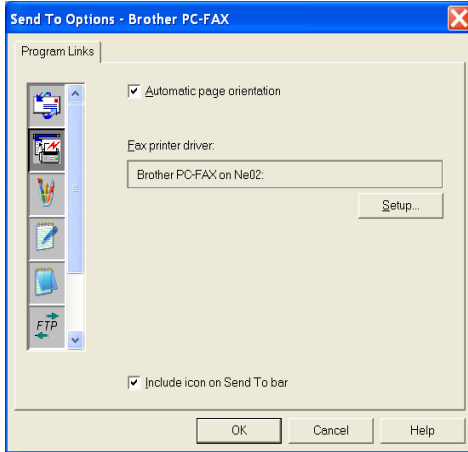 Send To Options - Brother PC-FAX
Program Links
Automatic page orientation
Fax printer driver:
Brother PC-FAX on Ne02:
Setup...
FTP
Include icon on Send To bar
OK Cancel Help